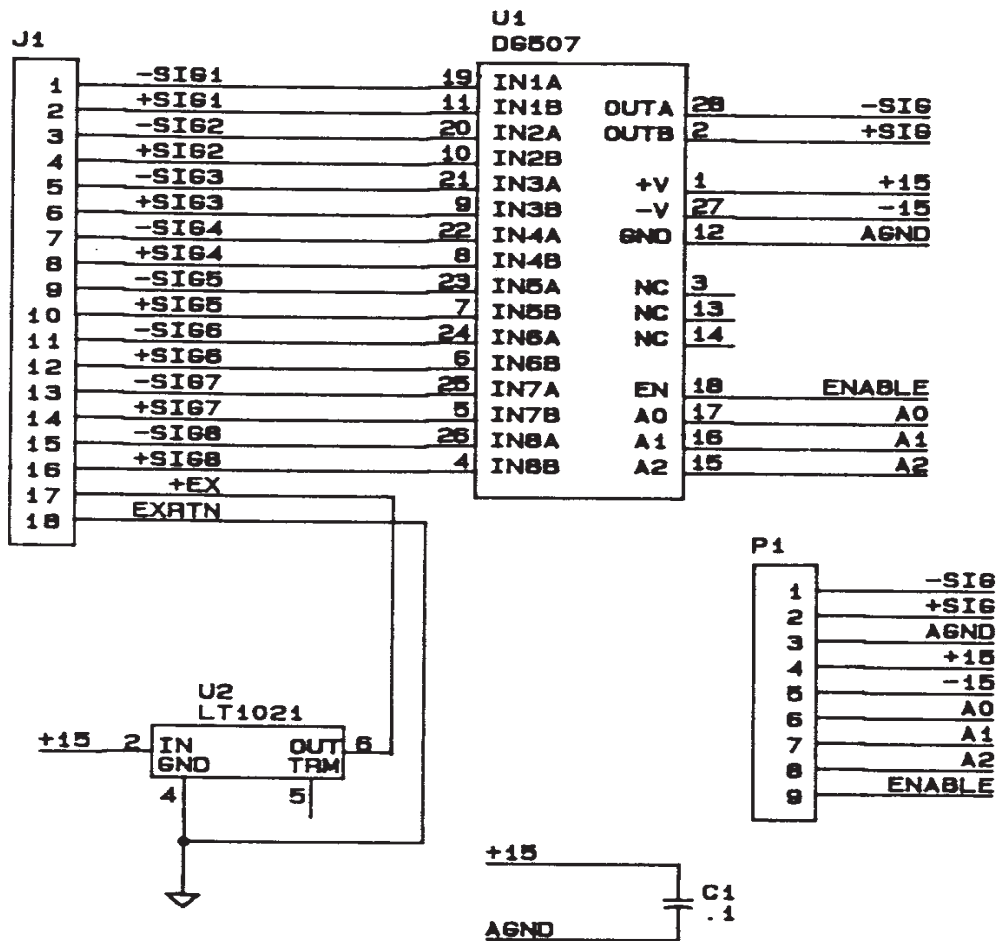 J1
1 -SIG1
2 +SIG1
3 -SIG2
4 +SIG2
5 -SIG3
6 +SIG3
7 -SIG4
8 +SIG4
9 -SIG5
10 +SIG5
11 -SIG6
12 +SIG6
13 -SIG7
14 +SIG7
15 -SIG8
16 +SIG8
17 +EX
18 EXRTN
U1
DG507
19 IN1A
11 IN1B
20 IN2A
10 IN2B
21 IN3A
9 IN3B
22 IN4A
8 IN4B
23 IN5A
7 IN5B
24 IN6A
6 IN6B
25 IN7A
5 IN7B
26 IN8A
4 IN8B
OUTA 28 -SIG
OUTB 2 +SIG
+V 1 +15
-V 27 -15
GND 12 AGND
NC 3
NC 13
NC 14
EN 18 ENABLE
A0 17 A0
A1 16 A1
A2 15 A2
P1
1 -SIG
2 +SIG
3 AGND
4 +15
5 -15
6 A0
7 A1
8 A2
9 ENABLE
U2
LT1021
+15 2 IN OUT 6
GND TRM
4 5
+15
C1
.1
AGND